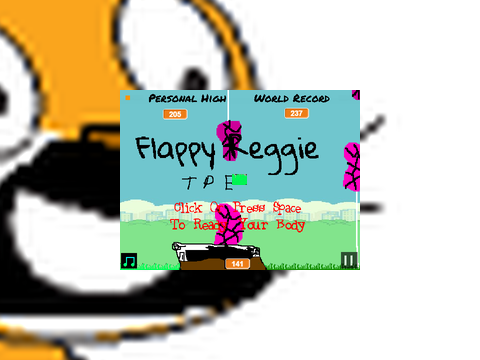 Personal High World Record
205 237
Flappy Reggie
T P E
Click Or Press Space
To Ready Your Body
141